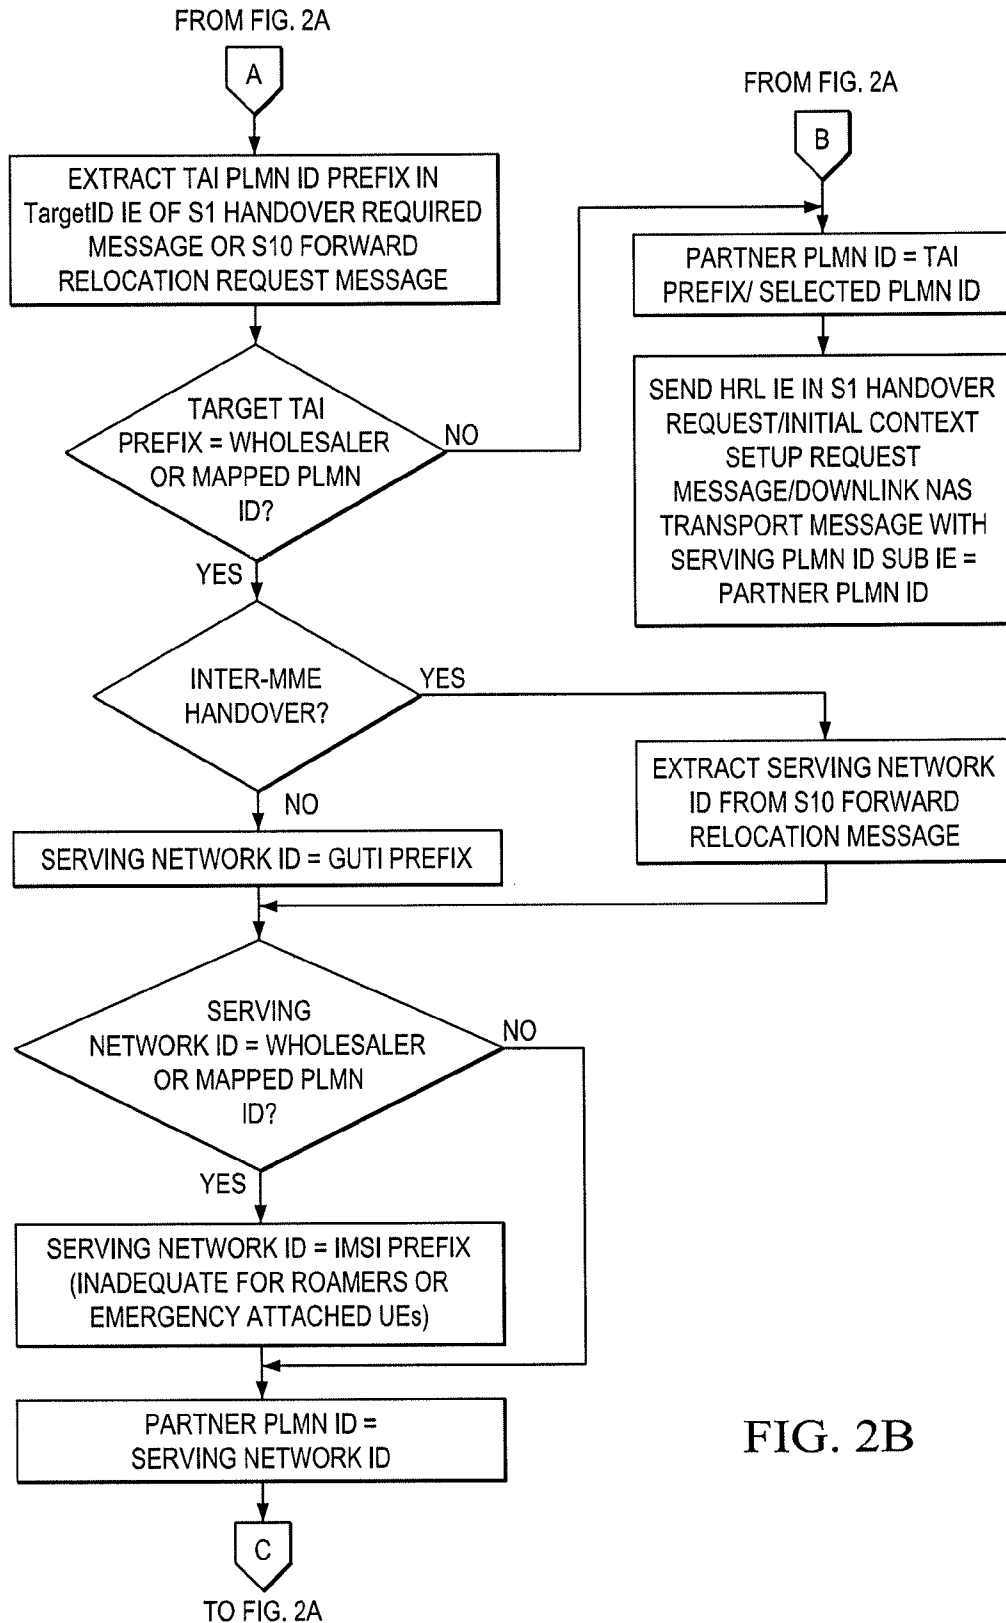 FROM FIG. 2A
A
EXTRACT TAI PLMN ID PREFIX IN
TargetID IE OF S1 HANDOVER REQUIRED
MESSAGE OR S10 FORWARD
RELOCATION REQUEST MESSAGE
FROM FIG. 2A
B
PARTNER PLMN ID = TAI
PREFIX/ SELECTED PLMN ID
TARGET TAI
PREFIX = WHOLESALER
OR MAPPED PLMN
ID?
NO
YES
SEND HRL IE IN S1 HANDOVER
REQUEST/INITIAL CONTEXT
SETUP REQUEST
MESSAGE/DOWNLINK NAS
TRANSPORT MESSAGE WITH
SERVING PLMN ID SUB IE =
PARTNER PLMN ID
INTER-MME
HANDOVER?
YES
NO
EXTRACT SERVING NETWORK
ID FROM S10 FORWARD
RELOCATION MESSAGE
SERVING NETWORK ID = GUTI PREFIX
SERVING
NETWORK ID = WHOLESALER
OR MAPPED PLMN
ID?
NO
YES
SERVING NETWORK ID = IMSI PREFIX
(INADEQUATE FOR ROAMERS OR
EMERGENCY ATTACHED UEs)
PARTNER PLMN ID =
SERVING NETWORK ID
C
TO FIG. 2A
FIG. 2B